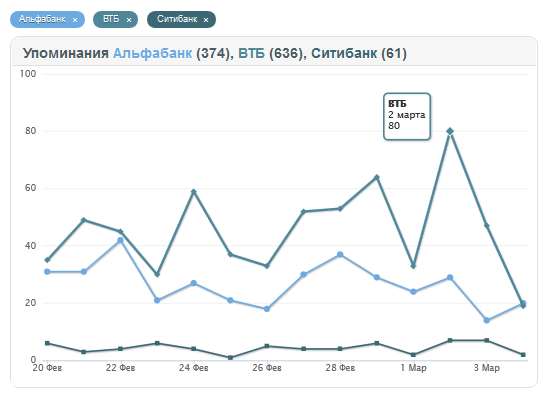 Альфабанк × ВТБ × Ситибанк ×
Упоминания Альфабанк (374), ВТБ (636), Ситибанк (61)
100
ВТБ
2 марта
80
80
60
40
20
0
20 Фев 22 Фев 24 Фев 26 Фев 28 Фев 1 Мар 3 Мар